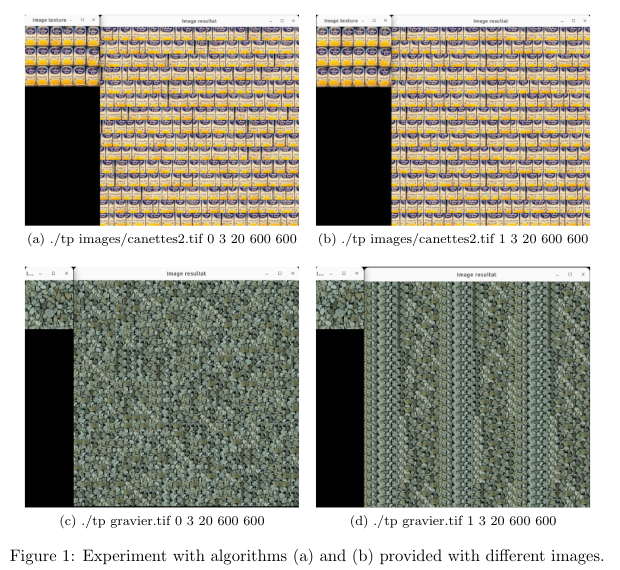 Image texture
Image resultat
Image texture
Image resultat
(a) ./tp images/canettes2.tif 0 3 20 600 600
(b) ./tp images/canettes2.tif 1 3 20 600 600
I...
Image resultat
I...
Image resultat
(c) ./tp gravier.tif 0 3 20 600 600
(d) ./tp gravier.tif 1 3 20 600 600
Figure 1: Experiment with algorithms (a) and (b) provided with different images.